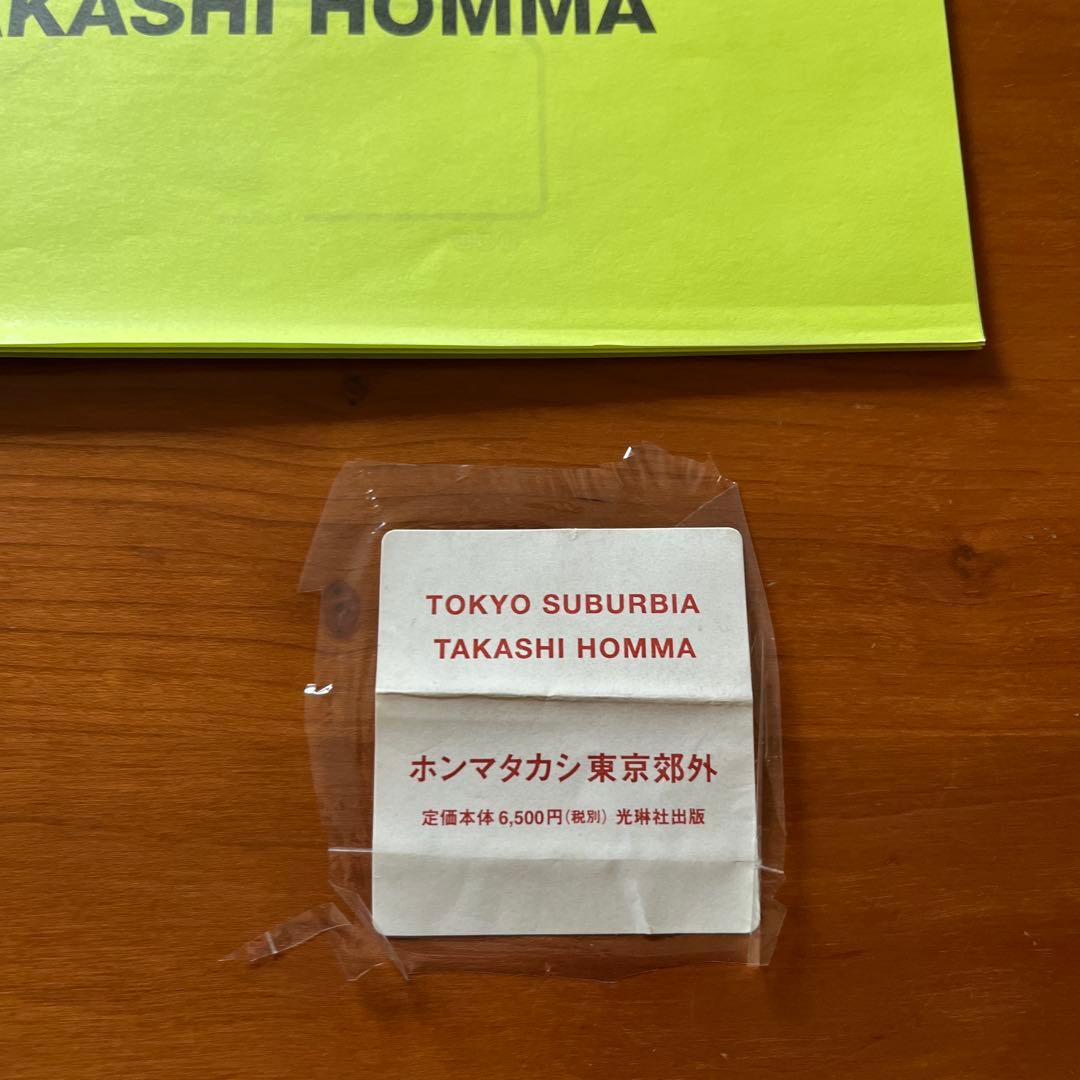 TAKASHI HOMMA
TOKYO SUBURBIA
TAKASHI HOMMA
ホンマタカシ 東京郊外
定価本体6,500円(税別) 光琳社出版